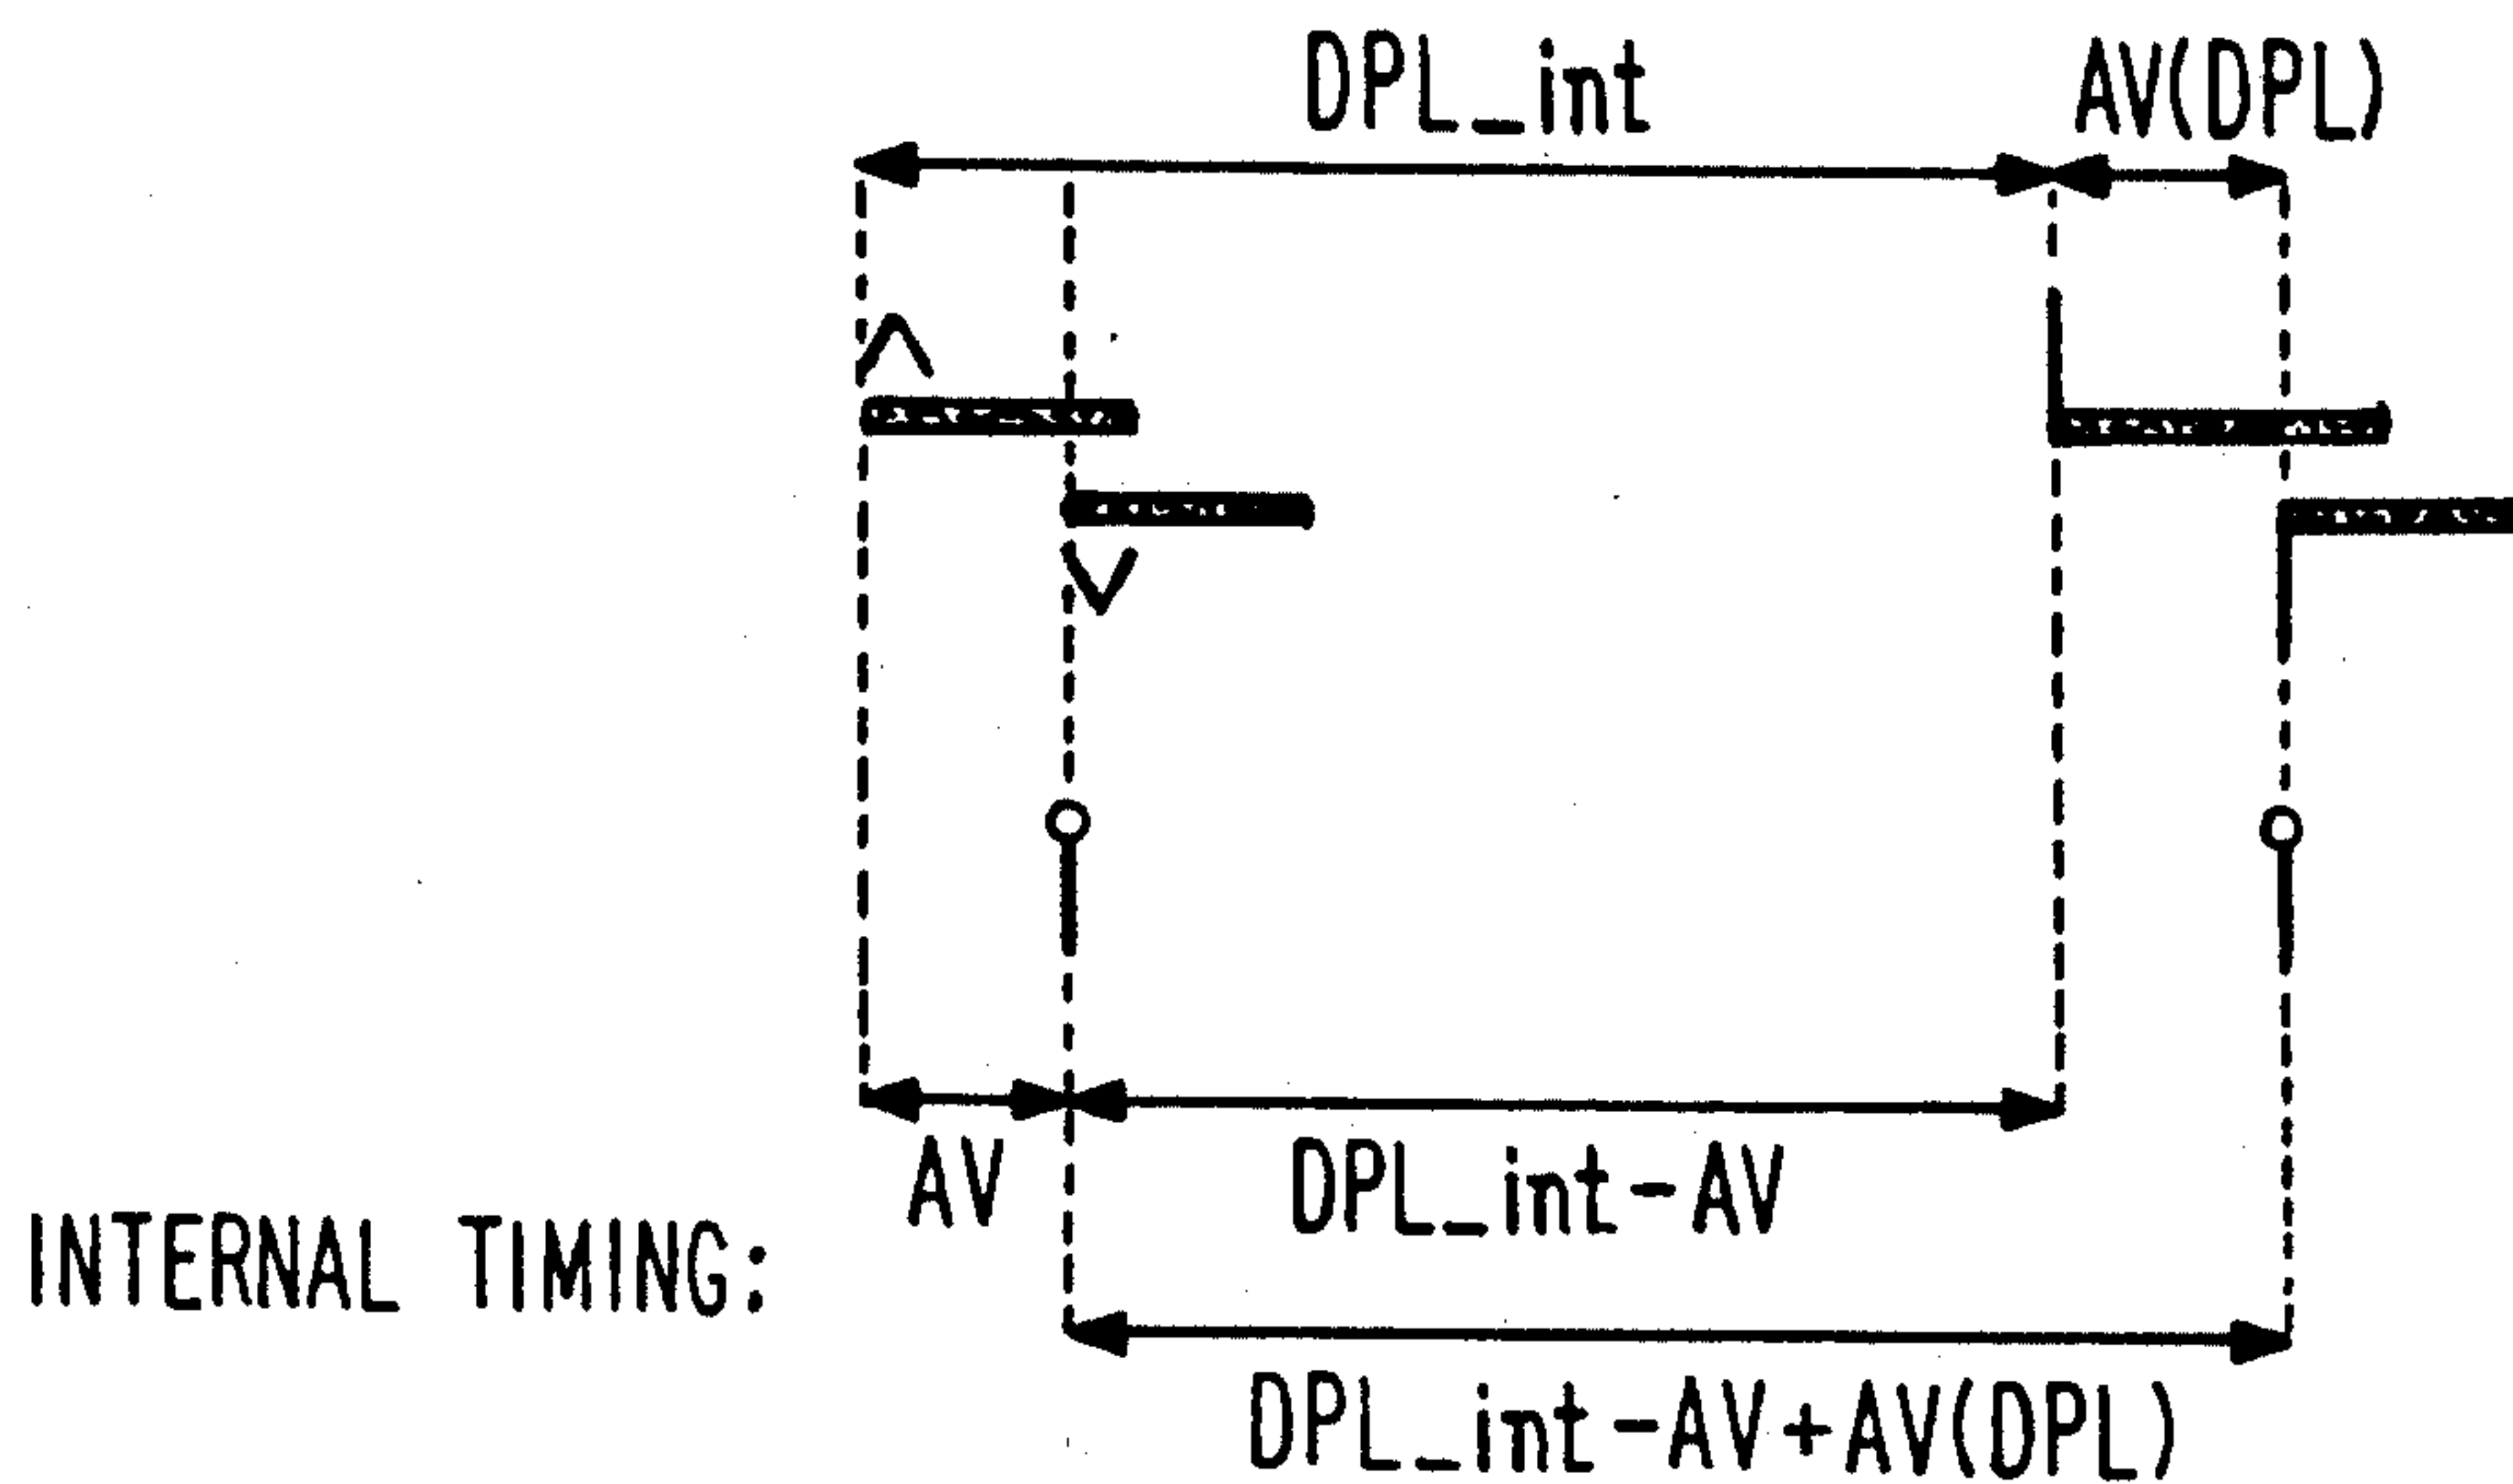 DPL_int AV(DPL)
AV DPL_int-AV
INTERNAL TIMING:
DPL_int-AV+AV(DPL)